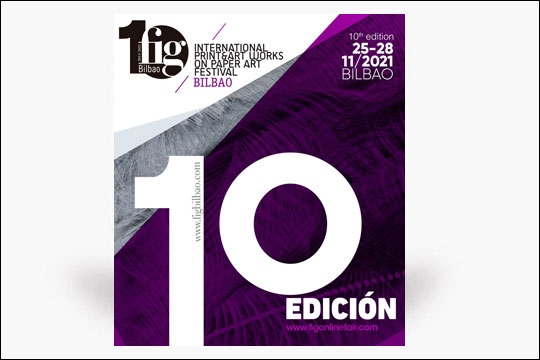 10 fig
Bilbao
INTERNATIONAL
PRINT&ART WORKS
ON PAPER ART
FESTIVAL
BILBAO
10th edition
25-28
11/2021
BILBAO
10
www.figbilbao.com
EDICIÓN
www.figonlinefair.com